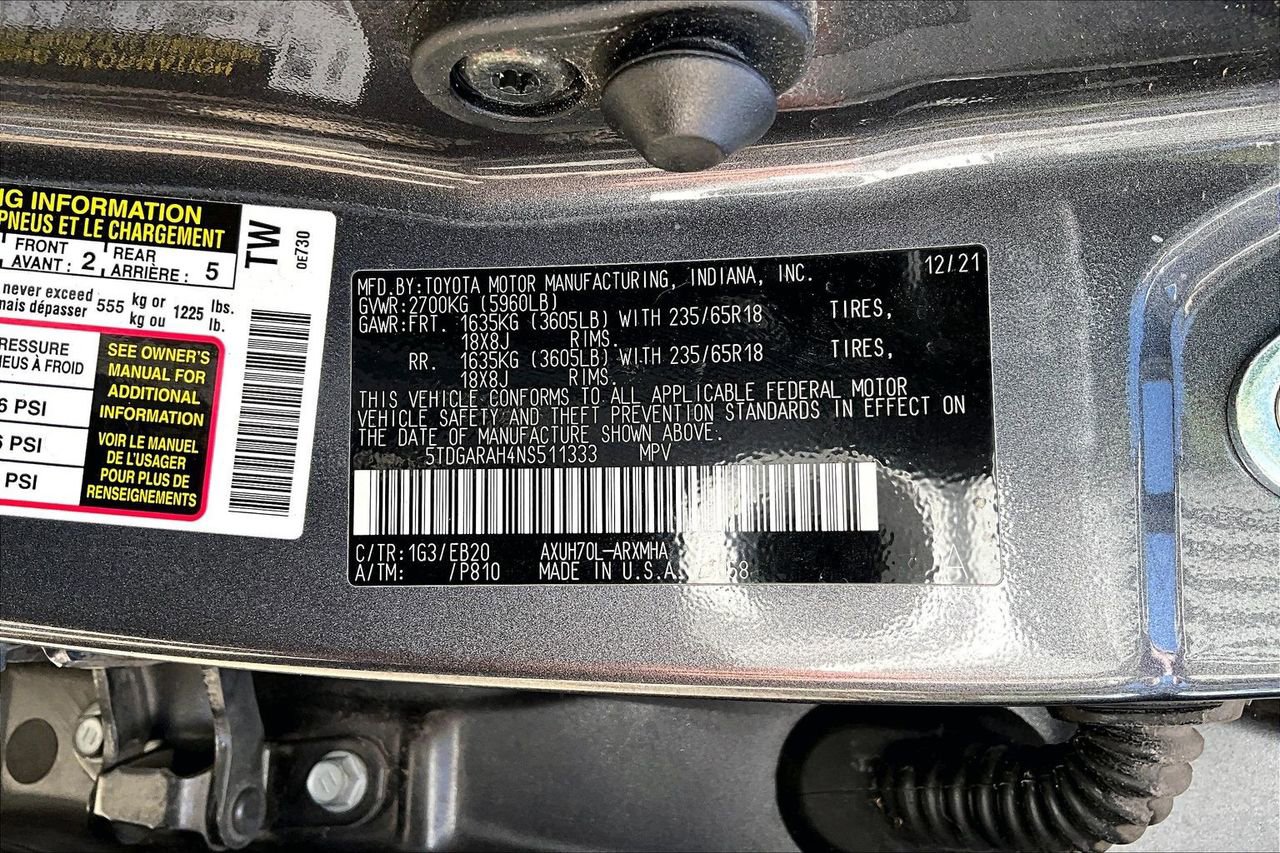 NG INFORMATION
PNEUS ET LE CHARGEMENT
FRONT AVANT : 2 REAR ARRIÈRE : 5
never exceed
mais dépasser 555 kg or kg ou 1225 lbs. lb.
PRESSURE
NEUS À FROID
6 PSI
6 PSI
PSI
SEE OWNER'S
MANUAL FOR
ADDITIONAL
INFORMATION
VOIR LE MANUEL
DE L'USAGER
POUR PLUS DE
RENSEIGNEMENTS
TW
0E730
MFD.BY:TOYOTA MOTOR MANUFACTURING, INDIANA, INC. 12/21
GVWR:2700KG (5960LB)
GAWR:FRT. 1635KG (3605LB) WITH 235/65R18 TIRES,
18X8J RIMS.
RR. 1635KG (3605LB) WITH 235/65R18 TIRES,
18X8J RIMS.
THIS VEHICLE CONFORMS TO ALL APPLICABLE FEDERAL MOTOR
VEHICLE SAFETY AND THEFT PREVENTION STANDARDS IN EFFECT ON
THE DATE OF MANUFACTURE SHOWN ABOVE.
5TDGARAH4NS511333 MPV
C/TR:1G3/EB20 AXUH70L-ARXMHA
A/TM: /P810 MADE IN U.S.A.
A